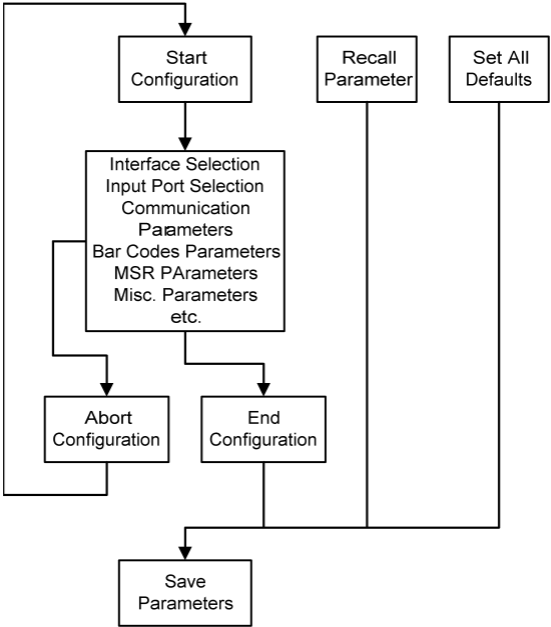 Start
Configuration
Recall
Parameter
Set All
Defaults
Interface Selection
Input Port Selection
Communication
Parameters
Bar Codes Parameters
MSR PArameters
Misc. Parameters
etc.
Abort
Configuration
End
Configuration
Save
Parameters